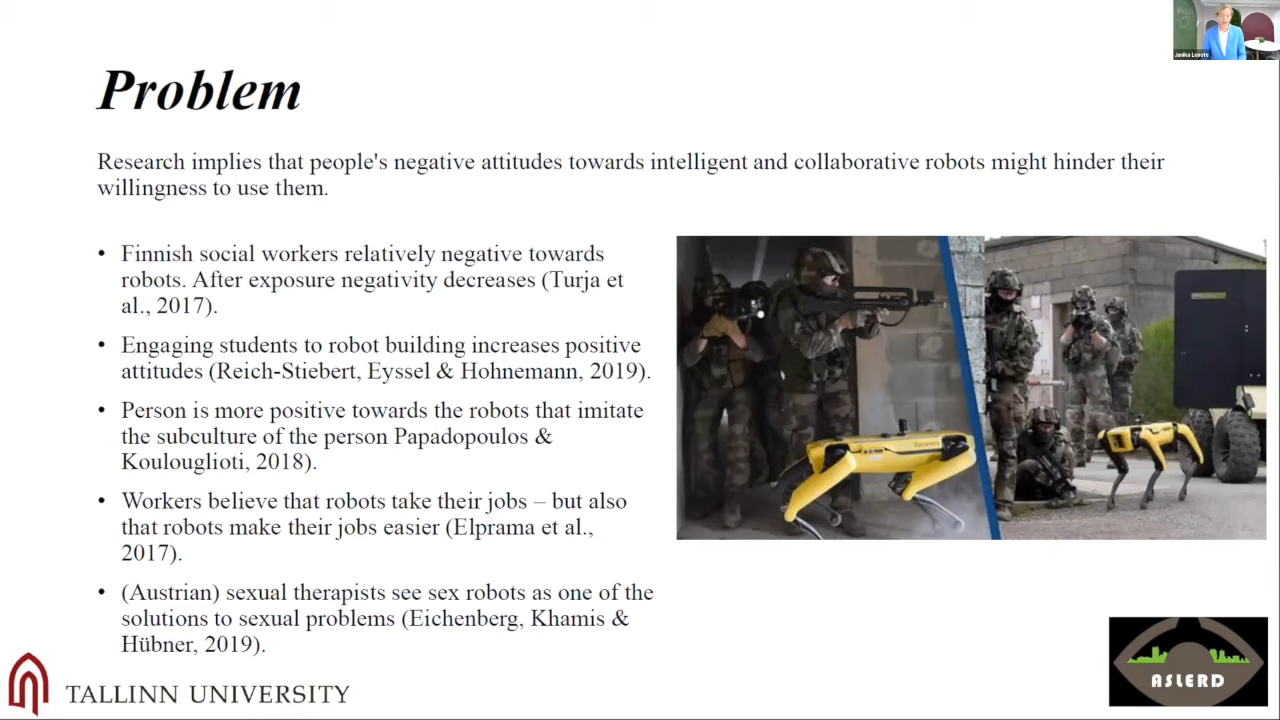 Problem
Research implies that people's negative attitudes towards intelligent and collaborative robots might hinder their
willingness to use them.
• Finnish social workers relatively negative towards
robots. After exposure negativity decreases (Turja et
al., 2017).
• Engaging students to robot building increases positive
attitudes (Reich-Stiebert, Eyssel & Hohnemann, 2019).
• Person is more positive towards the robots that imitate
the subculture of the person Papadopoulos &
Koulouglioti, 2018).
• Workers believe that robots take their jobs – but also
that robots make their jobs easier (Elprama et al.,
2017).
• (Austrian) sexual therapists see sex robots as one of the
solutions to sexual problems (Eichenberg, Khamis &
Hübner, 2019).
TALLINN UNIVERSITY
ASLERD
Janika Leoste
Dynamics